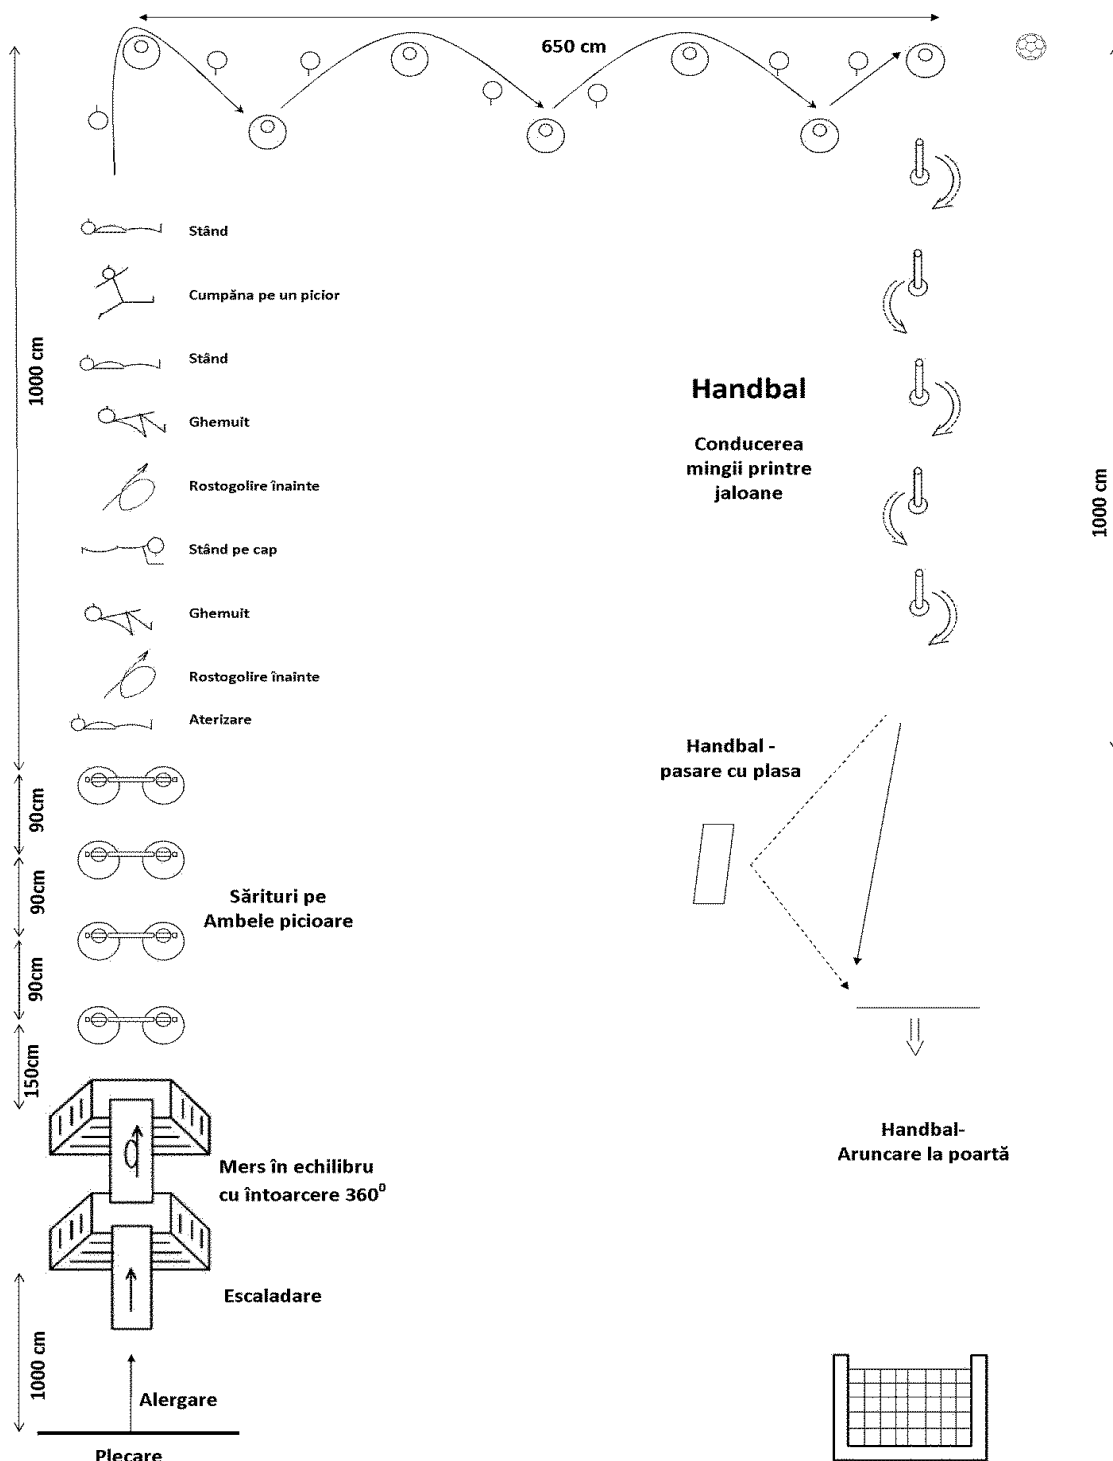 650 cm
Stând
Cumpăna pe un picior
Stând
Ghemuit
Rostogolire înainte
Stând pe cap
Ghemuit
Rostogolire înainte
Aterizare
1000 cm
90cm
90cm
90cm
150cm
1000 cm
Sărituri pe
Ambele picioare
Mers în echilibru
cu întoarcere 360⁰
Escaladare
Alergare
Plecare
Handbal
Conducerea
mingii printre
jaloane
1000 cm
Handbal -
pasare cu plasa
Handbal-
Aruncare la poartă